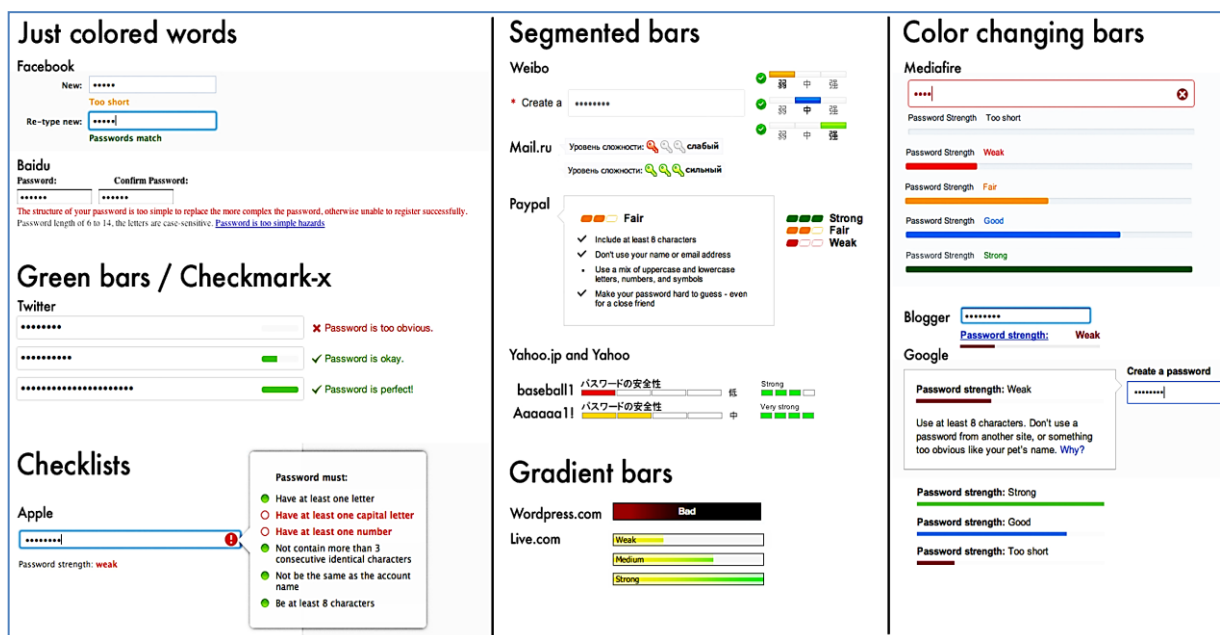 Just colored words
Facebook
New: •••••
Too short
Re-type new: •••••
Passwords match
Baidu
Password: Confirm Password:
•••••• ••••••
The structure of your password is too simple to replace the more complex the password, otherwise unable to register successfully.
Password length of 6 to 14, the letters are case-sensitive. Password is too simple hazards
Green bars / Checkmark-x
Twitter
Password is too obvious.
Password is okay.
Password is perfect!
Checklists
Apple
Password strength: weak
Password must:
Have at least one letter
Have at least one capital letter
Have at least one number
Not contain more than 3
consecutive identical characters
Not be the same as the account
name
Be at least 8 characters
Segmented bars
Weibo
* Create a
弱 中 强
弱 中 强
弱 中 强
Mail.ru
Уровень сложности: слабый
Уровень сложности: сильный
Paypal
Fair
Include at least 8 characters
Don't use your name or email address
Use a mix of uppercase and lowercase
letters, numbers, and symbols
Make your password hard to guess - even
for a close friend
Strong
Fair
Weak
Yahoo.jp and Yahoo
baseball1 パスワードの安全性 低 Strong
Aaaaaa1! パスワードの安全性 中 Very strong
Gradient bars
Wordpress.com Bad
Live.com Weak
Medium
Strong
Color changing bars
Mediafire
Password Strength Too short
Password Strength Weak
Password Strength Fair
Password Strength Good
Password Strength Strong
Blogger
Password strength: Weak
Google
Create a password
Password strength: Weak
Use at least 8 characters. Don't use a
password from another site, or something
too obvious like your pet's name. Why?
Password strength: Strong
Password strength: Good
Password strength: Too short